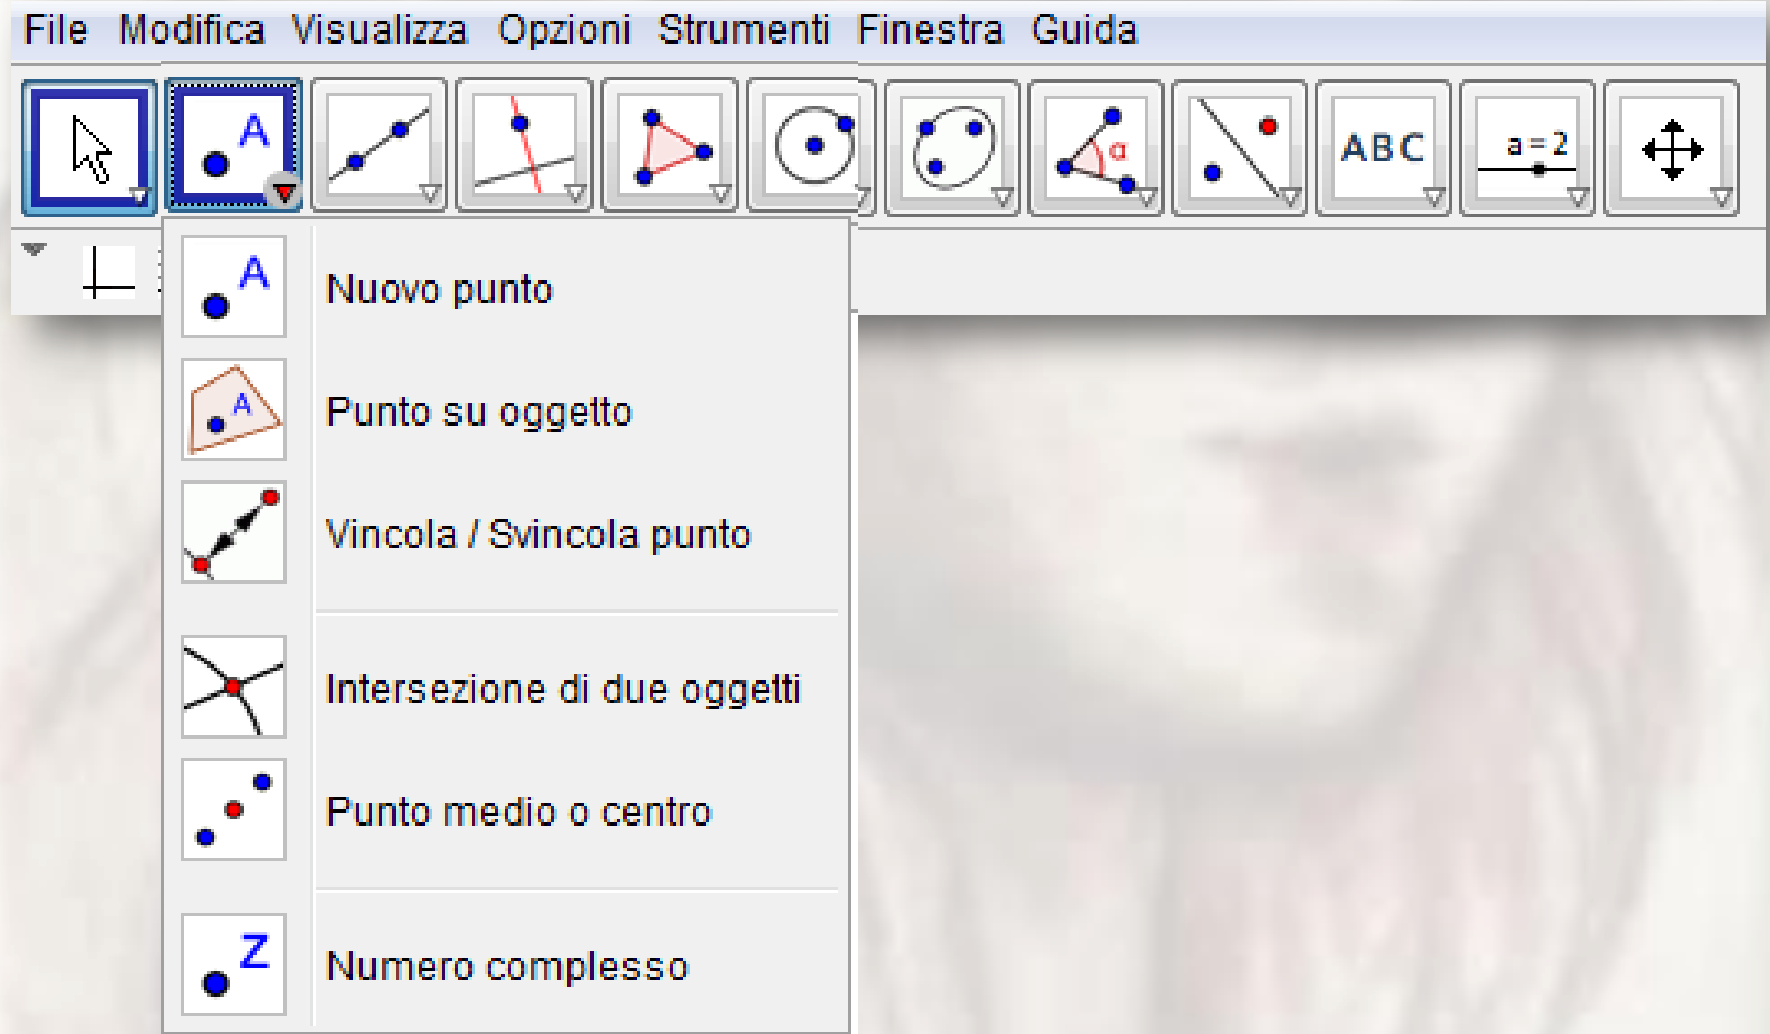 File Modifica Visualizza Opzioni Strumenti Finestra Guida
A α ABC a=2
A Nuovo punto
A Punto su oggetto
Vincola / Svincola punto
Intersezione di due oggetti
Punto medio o centro
Z Numero complesso